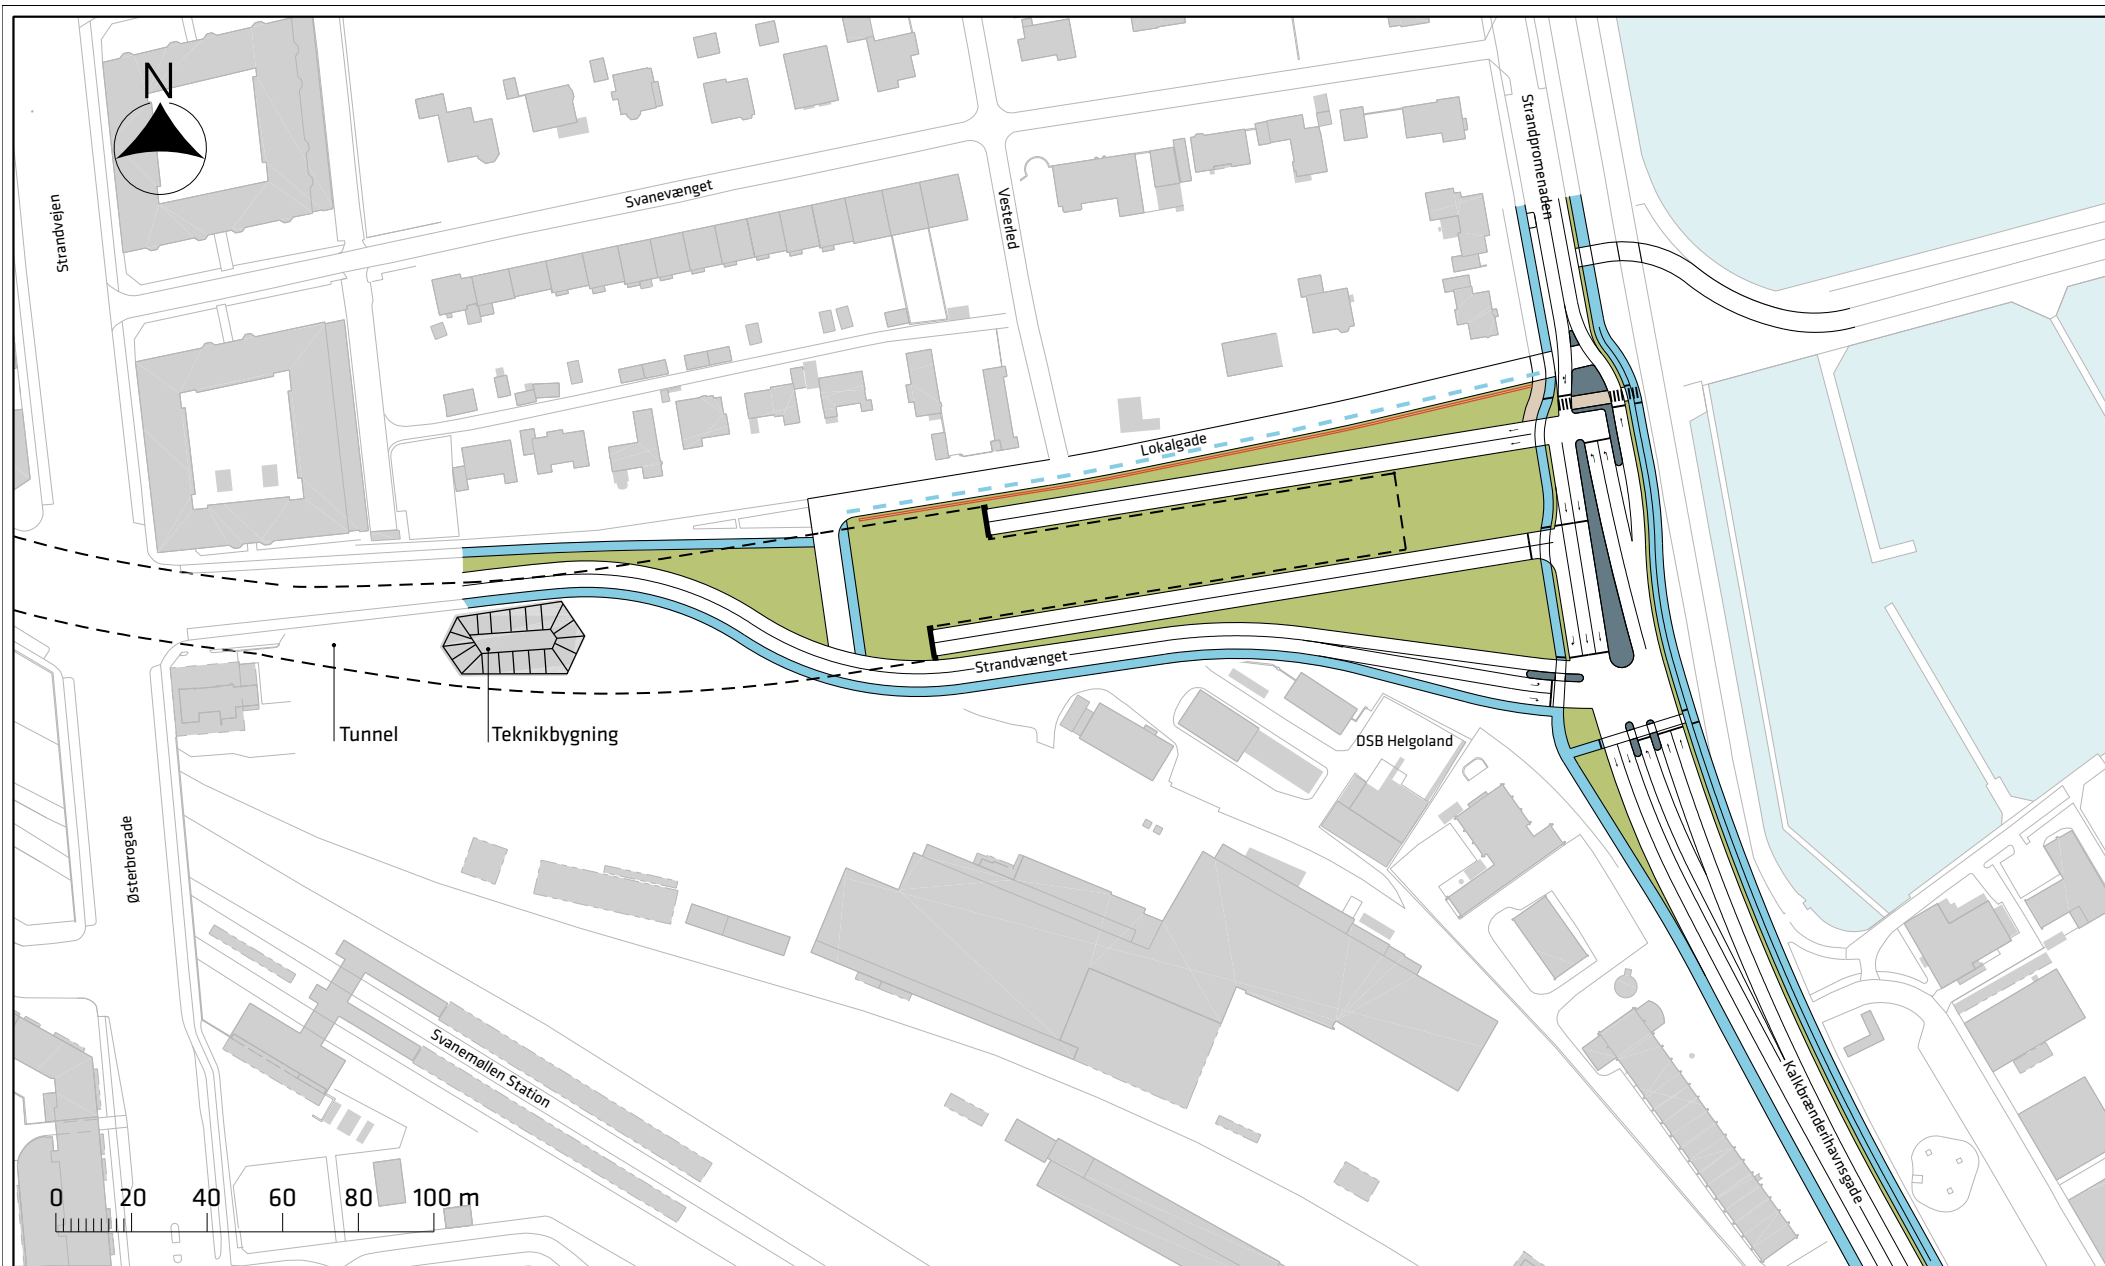 N
Strandvejen
Svanevænget
Vesterled
Strandpromenaden
Lokalgade
Strandvænget
Tunnel
Teknikbygning
DSB Helgoland
Østerbrogade
Svanemøllen Station
Kalkbrænderihavnsgade
0 20 40 60 80 100 m